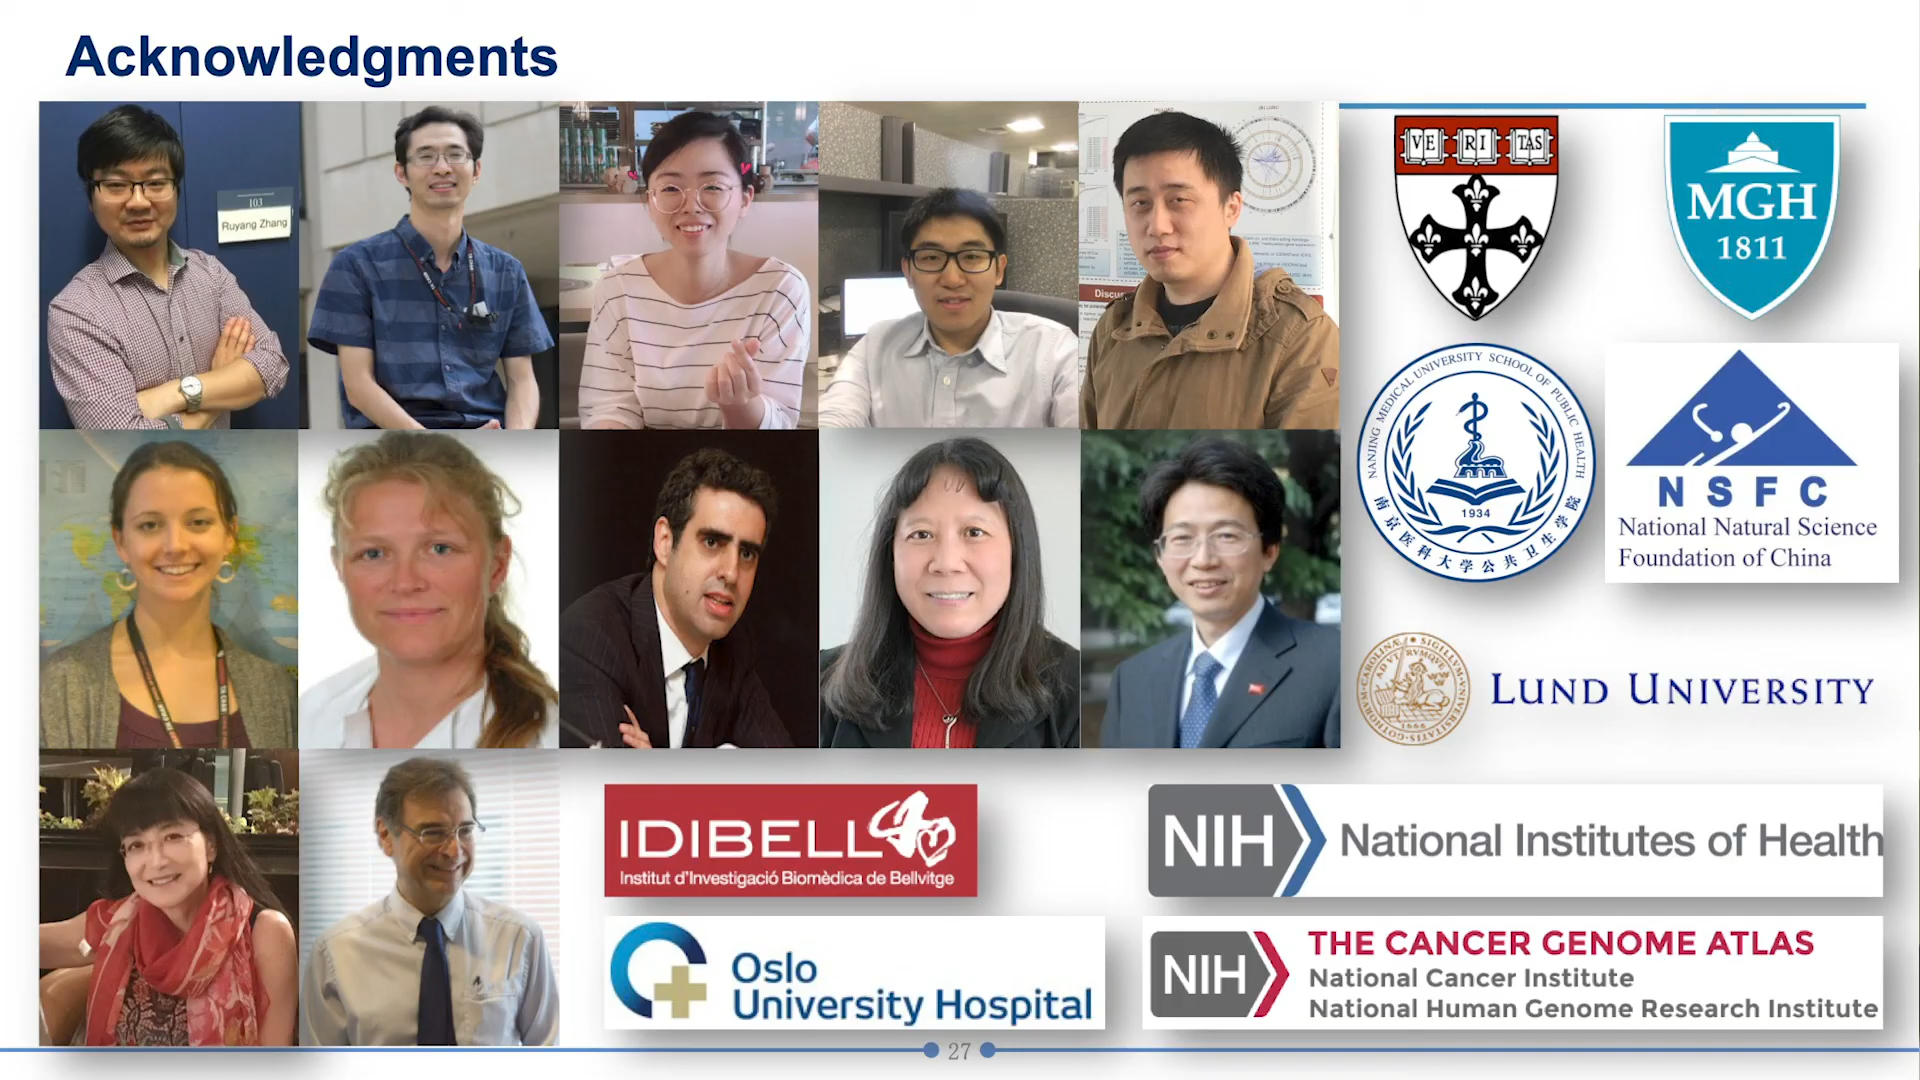 Acknowledgments
103
Ruyang Zhang
VE RI TAS
MGH
1811
NANJING MEDICAL UNIVERSITY SCHOOL OF PUBLIC HEALTH
1934
南京医科大学公共卫生学院
NSFC
National Natural Science
Foundation of China
LUND UNIVERSITY
IDIBELL
Institut d'Investigació Biomèdica de Bellvitge
NIH National Institutes of Health
Oslo
University Hospital
NIH
THE CANCER GENOME ATLAS
National Cancer Institute
National Human Genome Research Institute
27